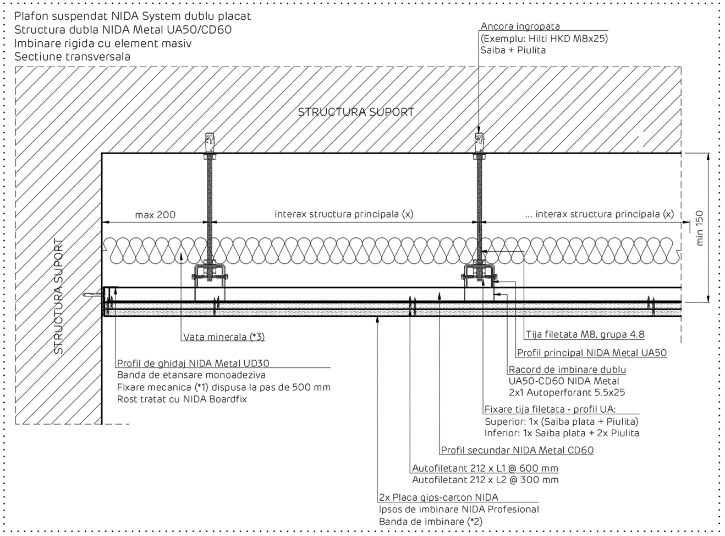 Plafon suspendat NIDA System dublu placat
Structura dubla NIDA Metal UA50/CD60
Imbinare rigida cu element masiv
Sectiune transversala
Ancora ingropata
(Exemplu: Hilti HKD M8x25)
Saiba + Piulita
STRUCTURA SUPORT
max 200
interax structura principala (x)
... interax structura principala (x)
min 150
STRUCTURA SUPORT
Vata minerala (*3)
Tija filetata M8, grupa 4.8
Profil principal NIDA Metal UA50
Profil de ghidaj NIDA Metal UD30
Banda de etansare monoadeziva
Fixare mecanica (*1) dispusa la pas de 500 mm
Rost tratat cu NIDA Boardfix
Racord de imbinare dublu
UA50-CD60 NIDA Metal
2x1 Autoperforant 5.5x25
Fixare tija filetata - profil UA:
Superior: 1x (Saiba plata + Piulita)
Inferior: 1x Saiba plata + 2x Piulita
Profil secundar NIDA Metal CD60
Autofiletant 212 x L1 @ 600 mm
Autofiletant 212 x L2 @ 300 mm
2x Placa gips-carton NIDA
Ipsos de imbinare NIDA Profesional
Banda de imbinare (*2)